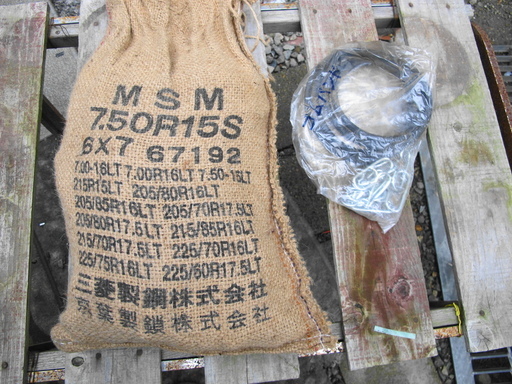 MSM
7.50R15S
6X7 67192
7.00-16LT 7.00R16LT 7.50-15LT
215R15LT 205/80R16LT
205/85R16LT 205/70R17.5LT
205/80R17.5LT 215/85R16LT
215/70R17.5LT 225/70R16LT
225/75R16LT 225/60R17.5LT
三菱製鋼株式会社
京葉製鎖株式会社